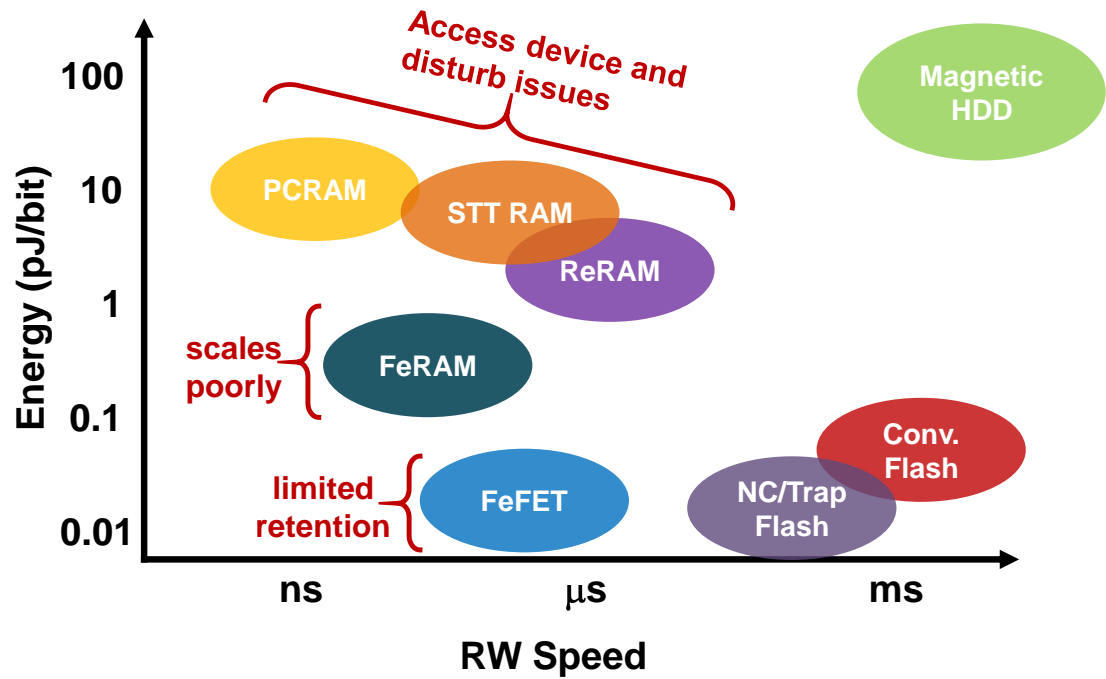 Access device and
disturb issues
100
Magnetic
HDD
10
PCRAM
STT RAM
ReRAM
1
scales
poorly
FeRAM
0.1
Conv.
Flash
limited
retention
FeFET
NC/Trap
Flash
0.01
Energy (pJ/bit)
ns
μs
ms
RW Speed